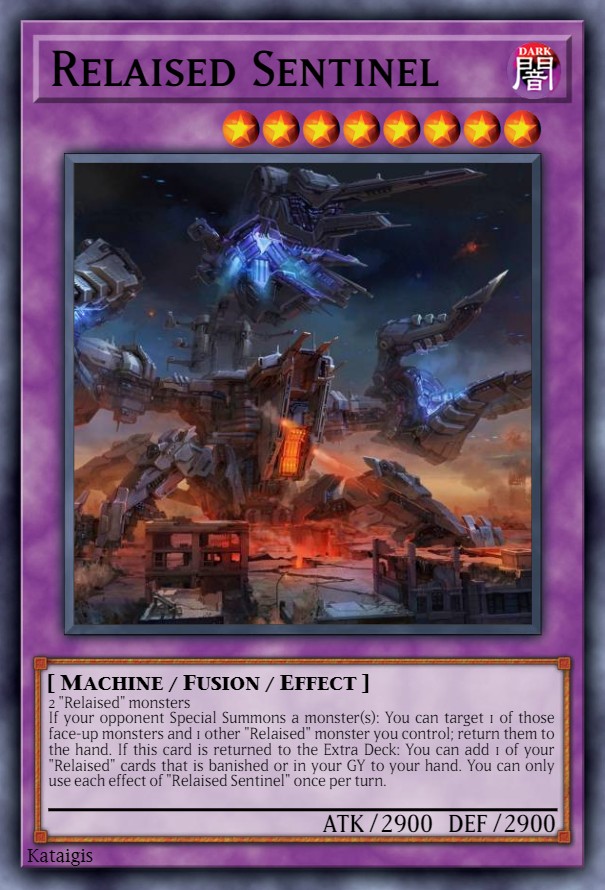 Relaised Sentinel
DARK
闇
[ Machine / Fusion / Effect ]
2 "Relaised" monsters
If your opponent Special Summons a monster(s): You can target 1 of those
face-up monsters and 1 other "Relaised" monster you control; return them to
the hand. If this card is returned to the Extra Deck: You can add 1 of your
"Relaised" cards that is banished or in your GY to your hand. You can only
use each effect of "Relaised Sentinel" once per turn.
ATK/2900 DEF/2900
Kataigis